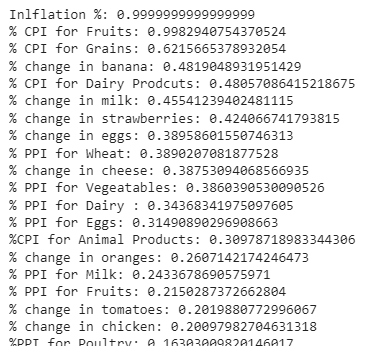 Inlflation %: 0.9999999999999999
% CPI for Fruits: 0.9982940754370524
% CPI for Grains: 0.6215665378932054
% change in banana: 0.4819048931951429
% CPI for Dairy Prodcuts: 0.48057086415218675
% change in milk: 0.45541239402481115
% change in strawberries: 0.424066741793815
% change in eggs: 0.38958601550746313
% PPI for Wheat: 0.3890207081877528
% change in cheese: 0.38753094068566935
% PPI for Vegeatables: 0.3860390530090526
% PPI for Dairy : 0.34368341975097605
% PPI for Eggs: 0.31490890296908663
%CPI for Animal Products: 0.30978718983344306
% change in oranges: 0.2607142174246473
% PPI for Milk: 0.2433678690575971
% PPI for Fruits: 0.2150287372662804
% change in tomatoes: 0.2019880772996067
% change in chicken: 0.20097982704631318
%PPI for Poultry: 0.16303009820146017